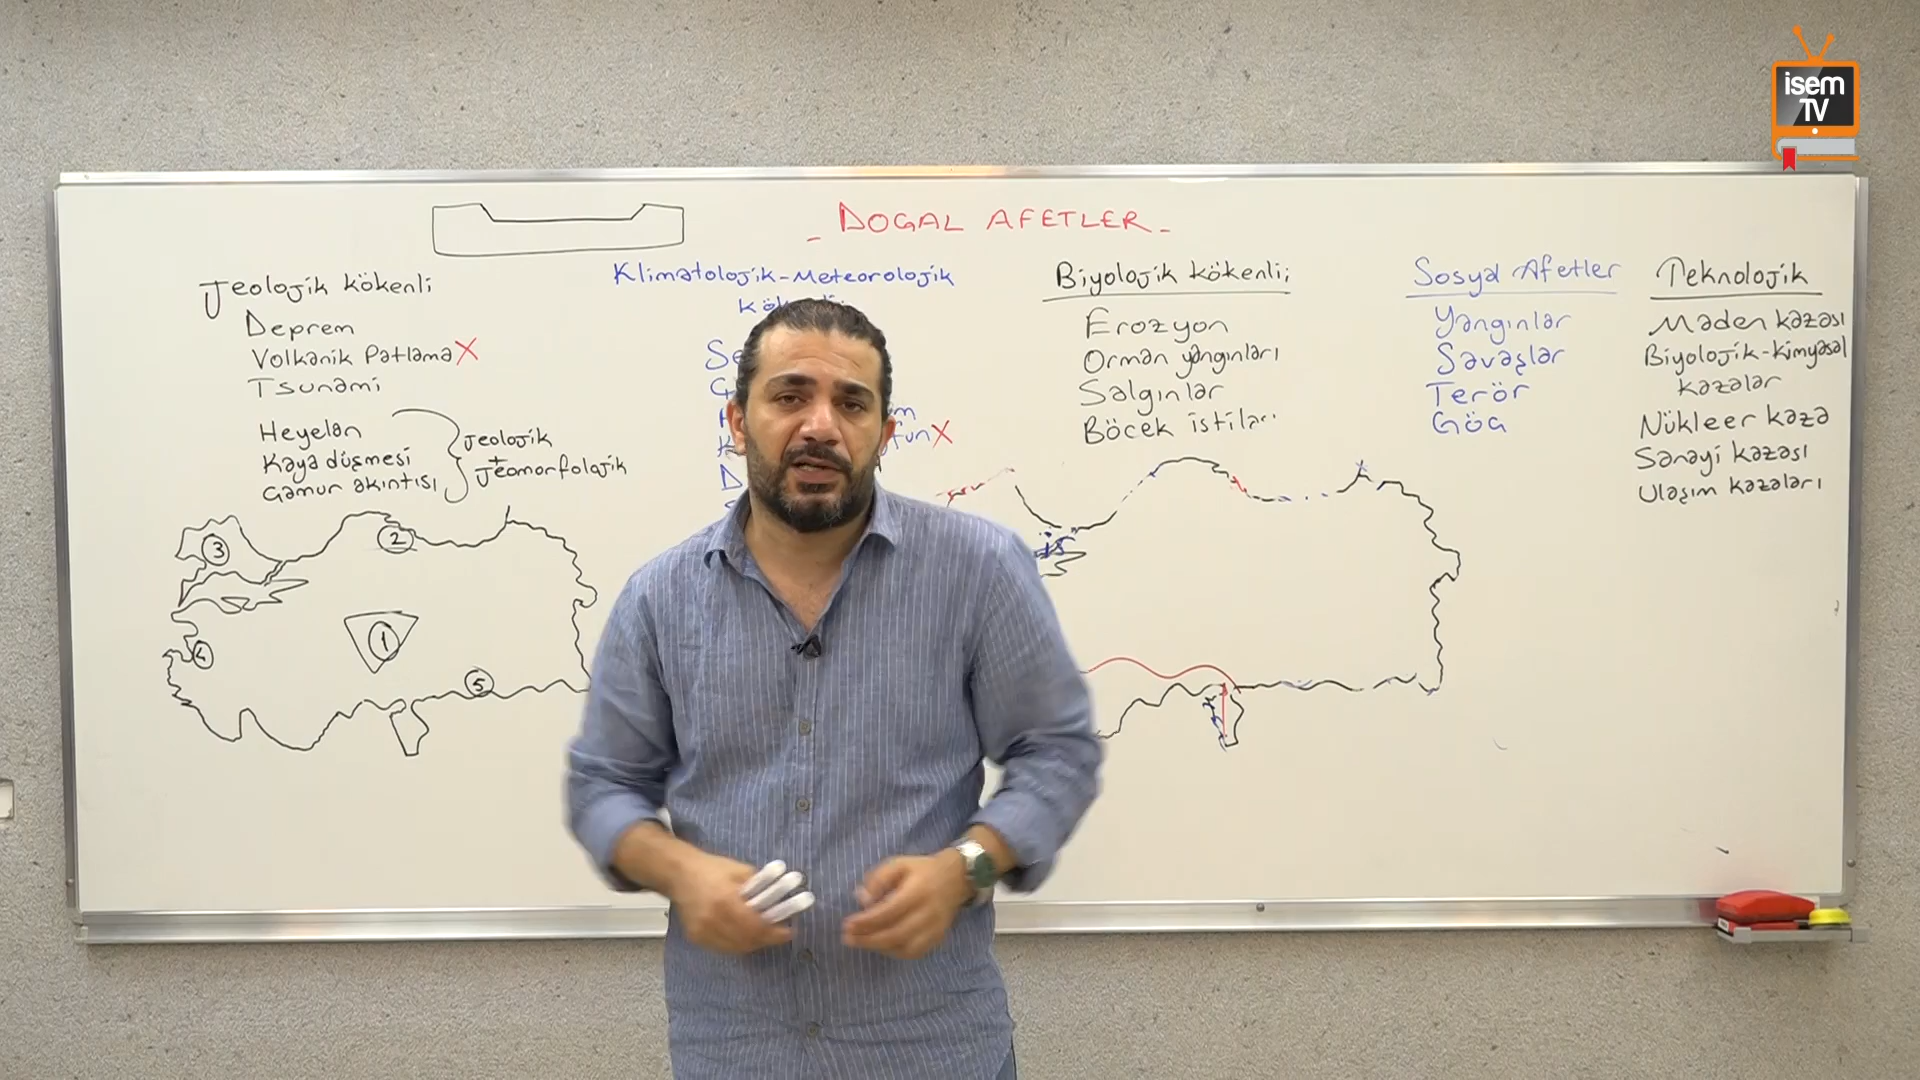 isem
TV
- DOGAL AFETLER -
Jeolojik kökenli
Deprem
Volkanik Patlama X
Tsunami
Heyelan
Kaya düşmesi
Çamur akıntısı
Jeolojik
+
Jeomorfolojik
Klimatolojik-Meteorolojik
Biyolojik kökenli;
Erozyon
Orman yangınları
Salgınlar
Böcek istilası
Sosyal Afetler
Yangınlar
Savaşlar
Terör
Göç
Teknolojik
Maden kazası
Biyolojik-kimyasal
kazalar
Nükleer kaza
Sanayi kazası
Ulaşım kazaları
3
2
1
4
5